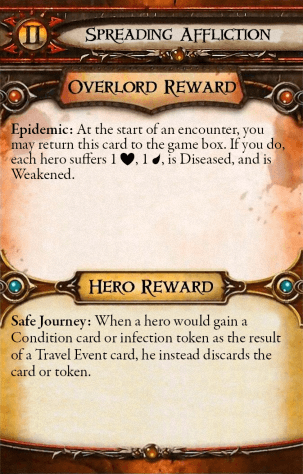 II SPREADING AFFLICTION
OVERLORD REWARD
Epidemic: At the start of an encounter, you
may return this card to the game box. If you do,
each hero suffers 1 ♥, 1 , is Diseased, and is
Weakened.
HERO REWARD
Safe Journey: When a hero would gain a
Condition card or infection token as the result
of a Travel Event card, he instead discards the
card or token.